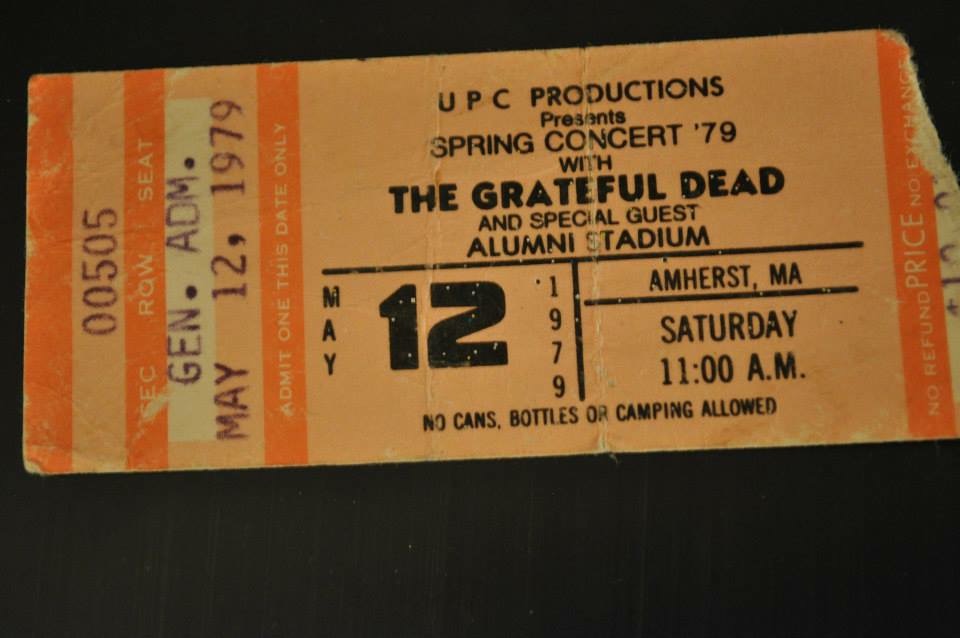 00505
SEC ROW SEAT
GEN. ADM.
MAY 12, 1979
ADMIT ONE THIS DATE ONLY
U P C PRODUCTIONS
Presents
SPRING CONCERT '79
WITH
THE GRATEFUL DEAD
AND SPECIAL GUEST
ALUMNI STADIUM
MAY
12
1979
AMHERST, MA
SATURDAY
11:00 A.M.
NO CANS, BOTTLES OR CAMPING ALLOWED
NO REFUND PRICE NO EXCHANGE